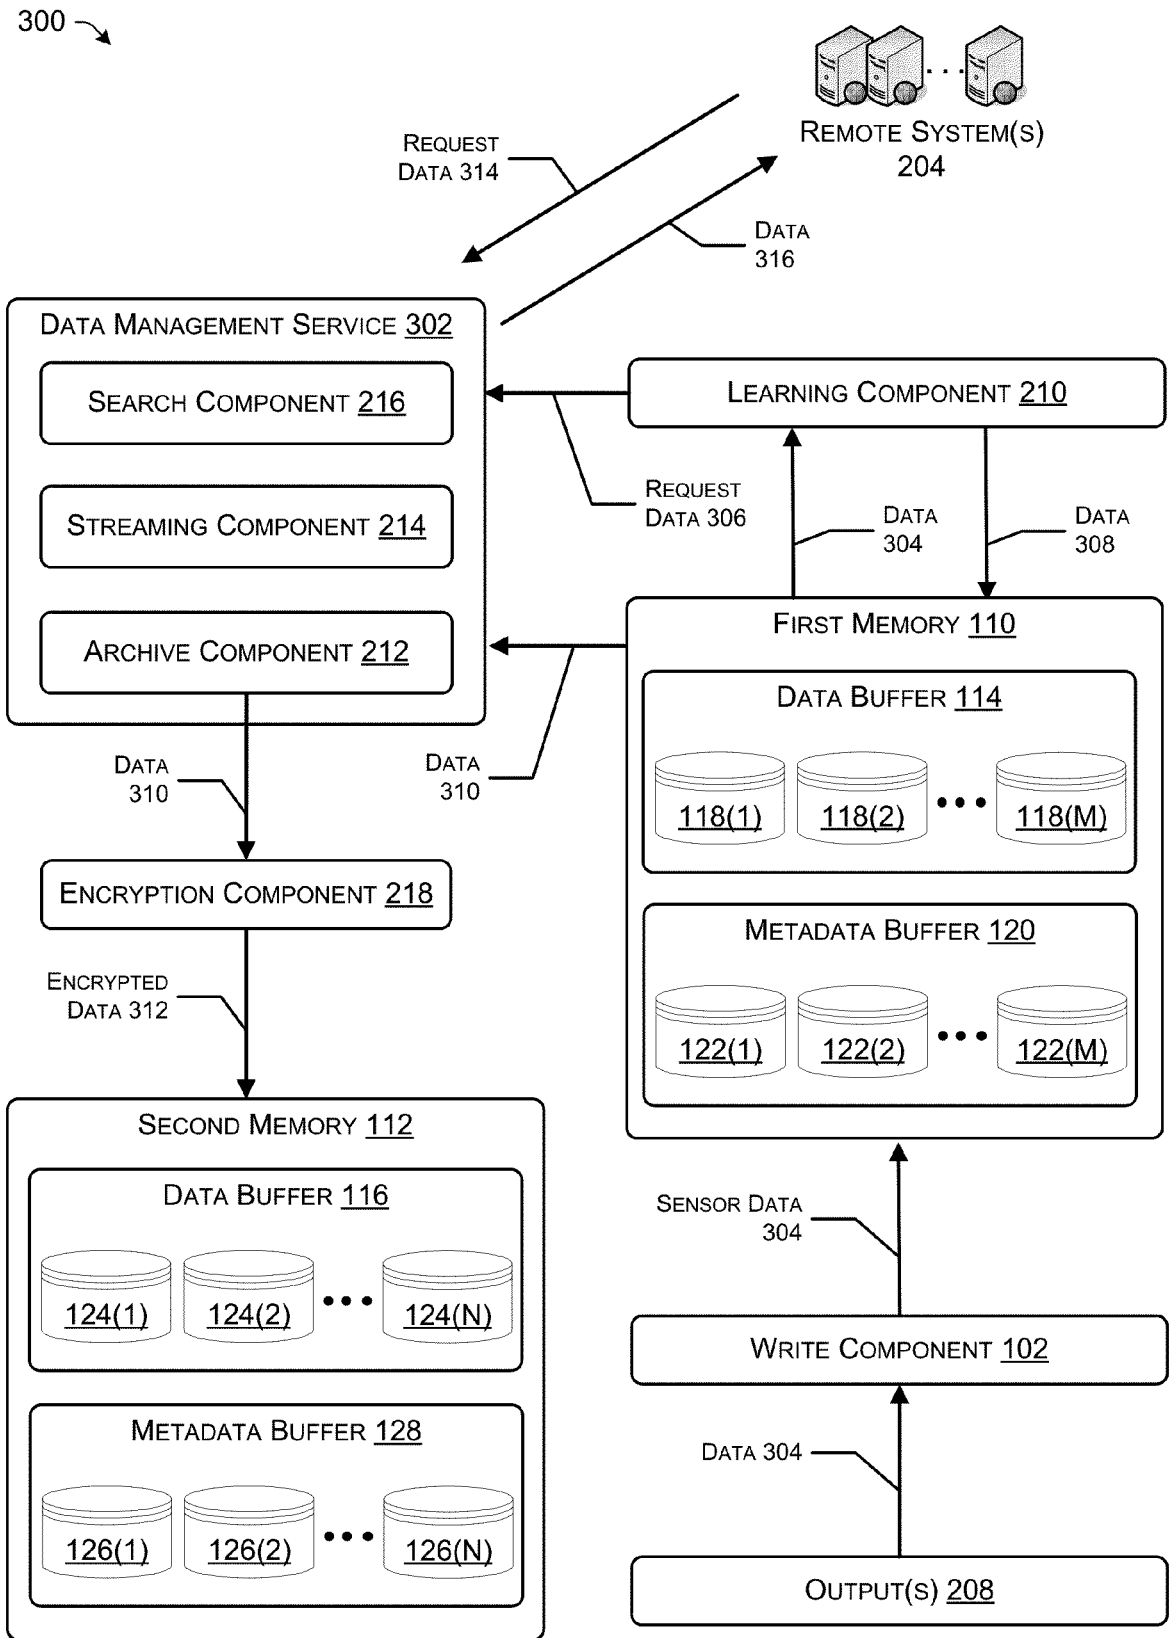 300
REMOTE SYSTEM(S)
204
REQUEST
DATA 314
DATA
316
DATA MANAGEMENT SERVICE 302
SEARCH COMPONENT 216
STREAMING COMPONENT 214
ARCHIVE COMPONENT 212
LEARNING COMPONENT 210
REQUEST
DATA 306
DATA
304
DATA
308
FIRST MEMORY 110
DATA BUFFER 114
118(1) 118(2) ••• 118(M)
METADATA BUFFER 120
122(1) 122(2) ••• 122(M)
DATA
310
DATA
310
ENCRYPTION COMPONENT 218
ENCRYPTED
DATA 312
SECOND MEMORY 112
DATA BUFFER 116
124(1) 124(2) ••• 124(N)
METADATA BUFFER 128
126(1) 126(2) ••• 126(N)
SENSOR DATA
304
WRITE COMPONENT 102
DATA 304
OUTPUT(S) 208